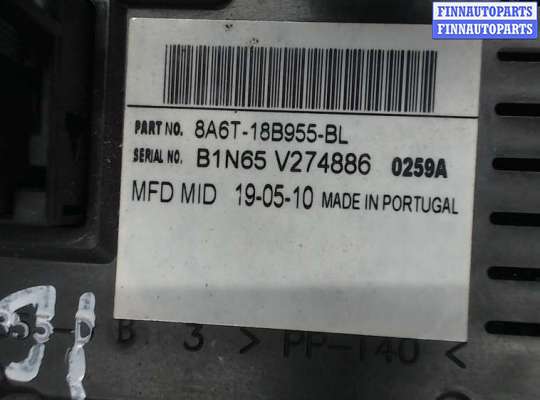 FINNAUTOPARTS
FINNAUTOPARTS
PART NO. 8A6T-18B955-BL
SERIAL NO. B1N65 V274886 0259A
MFD MID 19-05-10 MADE IN PORTUGAL
> PP-T40 <